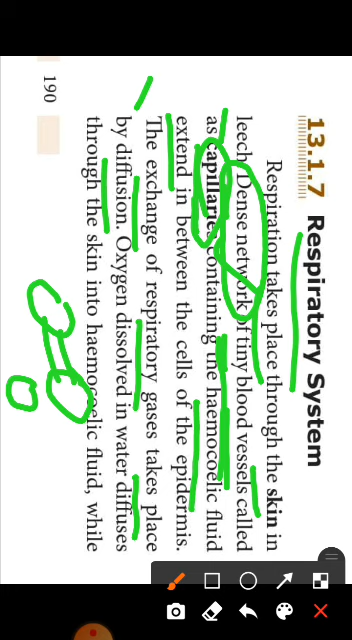 13.1.7 Respiratory System
Respiration takes place through the skin in
leech. Dense network of tiny blood vessels called
as capillaries containing the haemocoelic fluid
extend in between the cells of the epidermis.
The exchange of respiratory gases takes place
by diffusion. Oxygen dissolved in water diffuses
through the skin into haemocoelic fluid, while
190